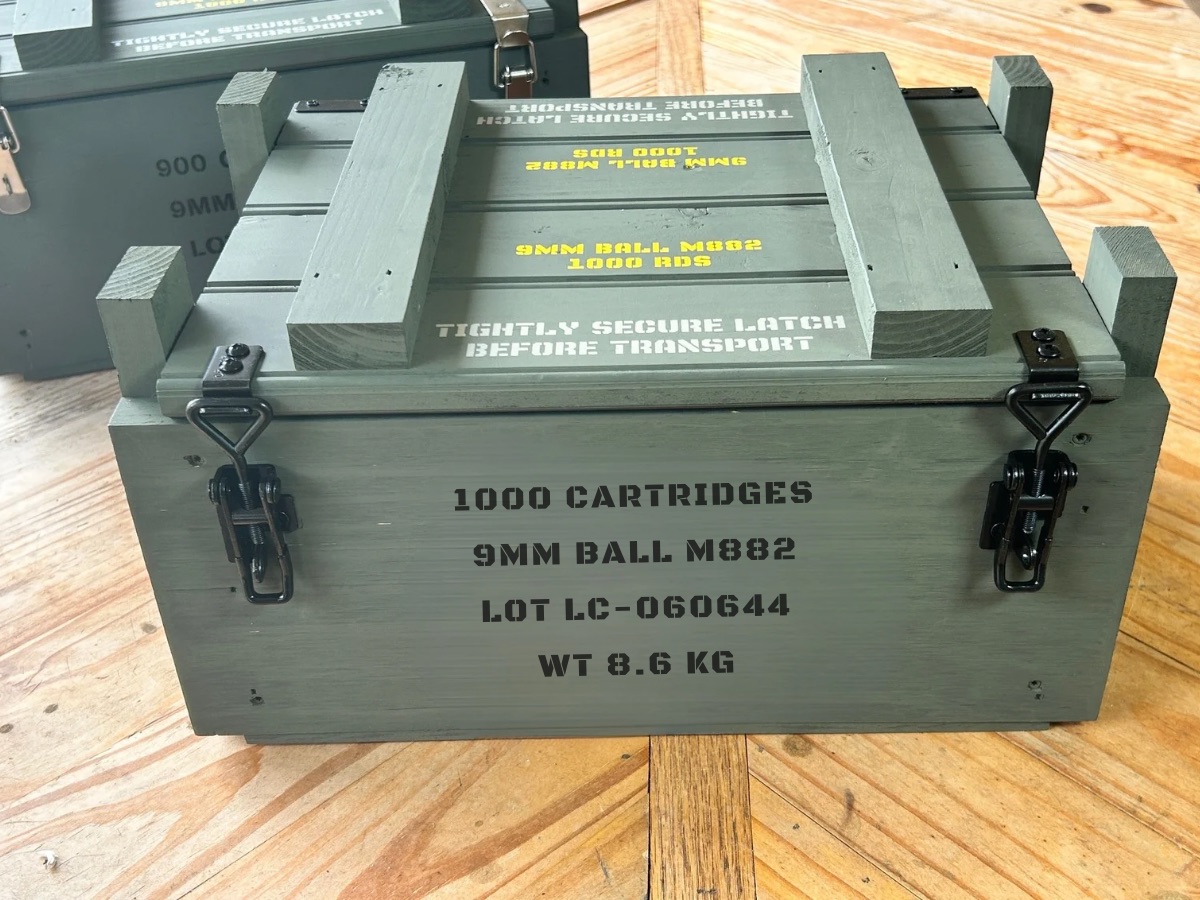 1000 R
TIGHTLY SECURE LATCH
BEFORE TRANSPORT
900 C
9MM
LO
TIGHTLY SECURE LATCH
BEFORE TRANSPORT
9MM BALL M882
1000 RDS
9MM BALL M882
1000 RDS
TIGHTLY SECURE LATCH
BEFORE TRANSPORT
1000 CARTRIDGES
9MM BALL M882
LOT LC-060644
WT 8.6 KG